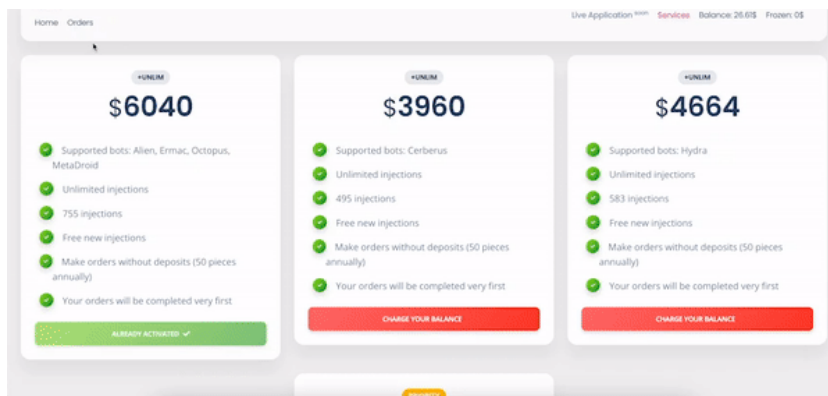 Home Orders
Live Application soon Services Balance: 26.61$ Frozen: 0$
+UNLIM
$6040
Supported bots: Alien, Ermac, Octopus,
MetaDroid
Unlimited injections
755 injections
Free new injections
Make orders without deposits (50 pieces
annually)
Your orders will be completed very first
ALREADY ACTIVATED
+UNLIM
$3960
Supported bots: Cerberus
Unlimited injections
495 injections
Free new injections
Make orders without deposits (50 pieces
annually)
Your orders will be completed very first
CHARGE YOUR BALANCE
+UNLIM
$4664
Supported bots: Hydra
Unlimited injections
583 injections
Free new injections
Make orders without deposits (50 pieces
annually)
Your orders will be completed very first
CHARGE YOUR BALANCE